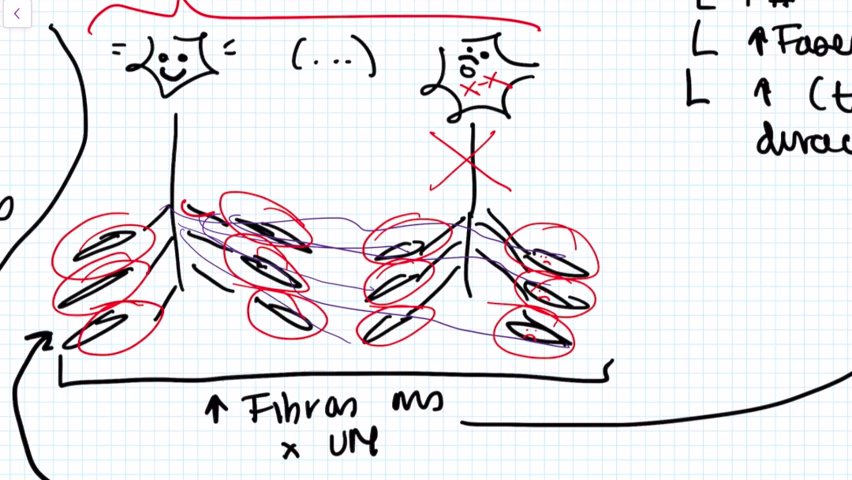 (...)
L ↑ #
L ↑ Fase
L ↑ (t
durac
↑ Fibras ms
x UM